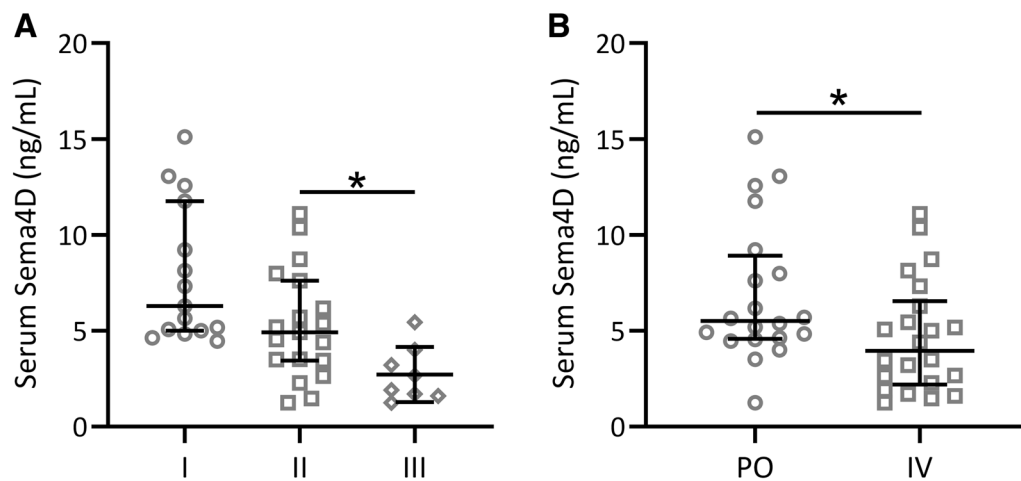 A
B
Serum Sema4D (ng/mL)
20
15
10
5
0
*
I
II
III
Serum Sema4D (ng/mL)
20
15
10
5
0
*
PO
IV